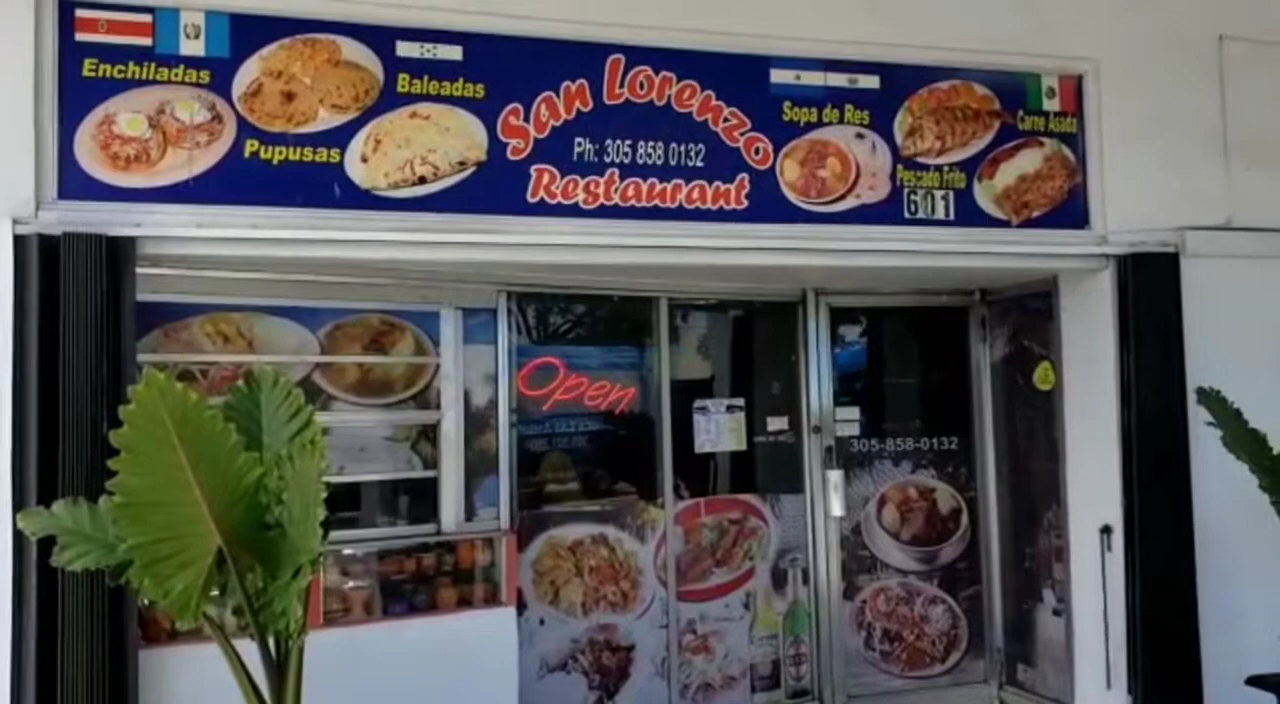 Enchiladas
Pupusas
Baleadas
San Lorenzo
Ph: 305 858 0132
Restaurant
Sopa de Res
Pescado Frito
601
Carne Asada
Open
305-858-0132